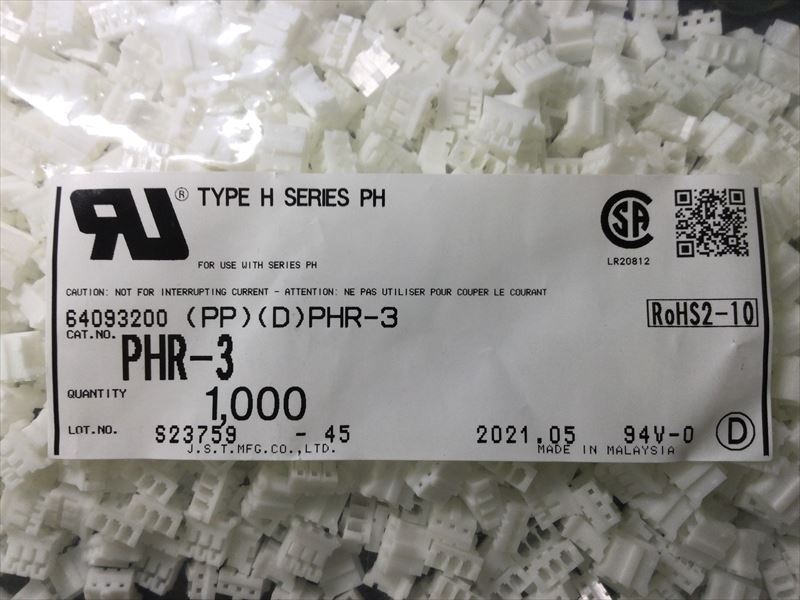 ® TYPE H SERIES PH
FOR USE WITH SERIES PH
LR20812
CAUTION: NOT FOR INTERRUPTING CURRENT - ATTENTION: NE PAS UTILISER POUR COUPER LE COURANT
64093200 (PP)(D)PHR-3
RoHS2-10
CAT.NO. PHR-3
QUANTITY 1,000
LOT.NO. S23759 - 45 2021.05 94V-0 D
J.S.T.MFG.CO.,LTD. MADE IN MALAYSIA